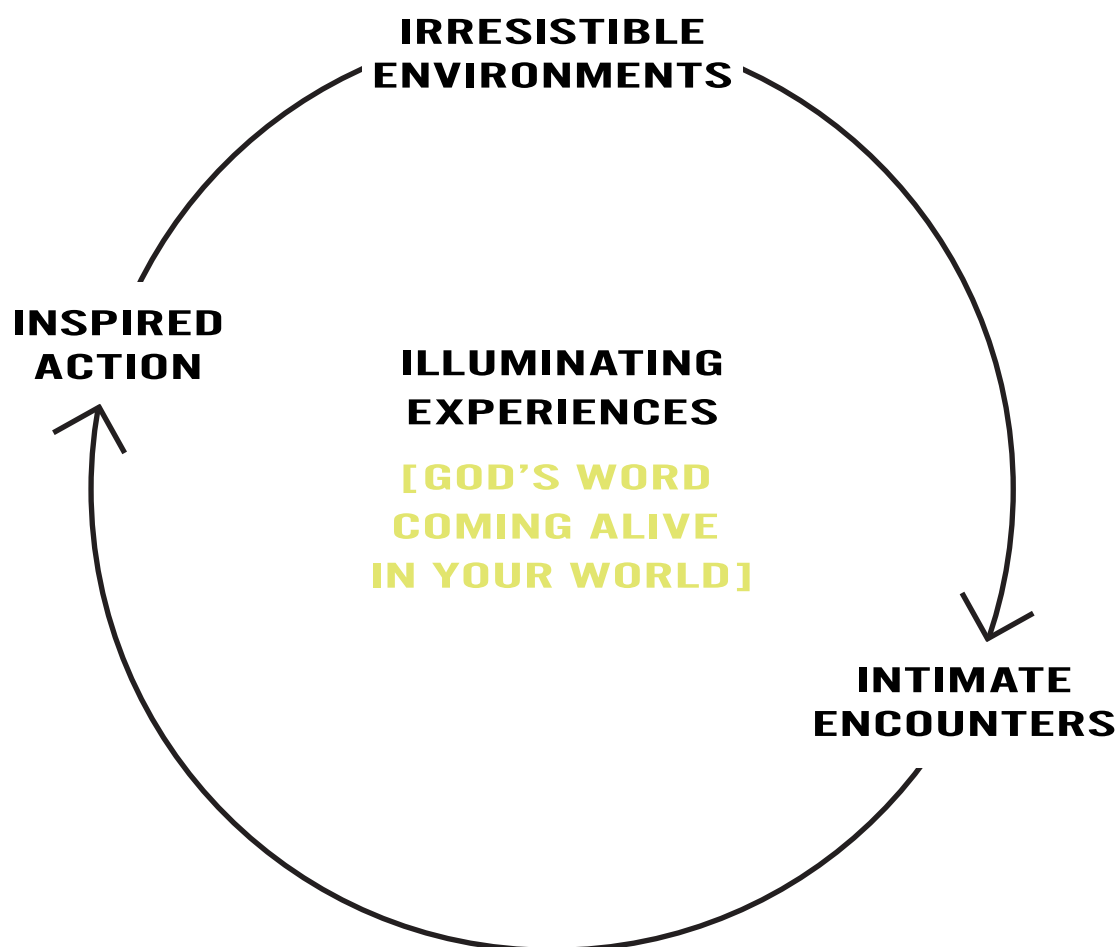 IRRESISTIBLE
ENVIRONMENTS
INSPIRED
ACTION
ILLUMINATING
EXPERIENCES
[GOD’S WORD
COMING ALIVE
IN YOUR WORLD]
INTIMATE
ENCOUNTERS